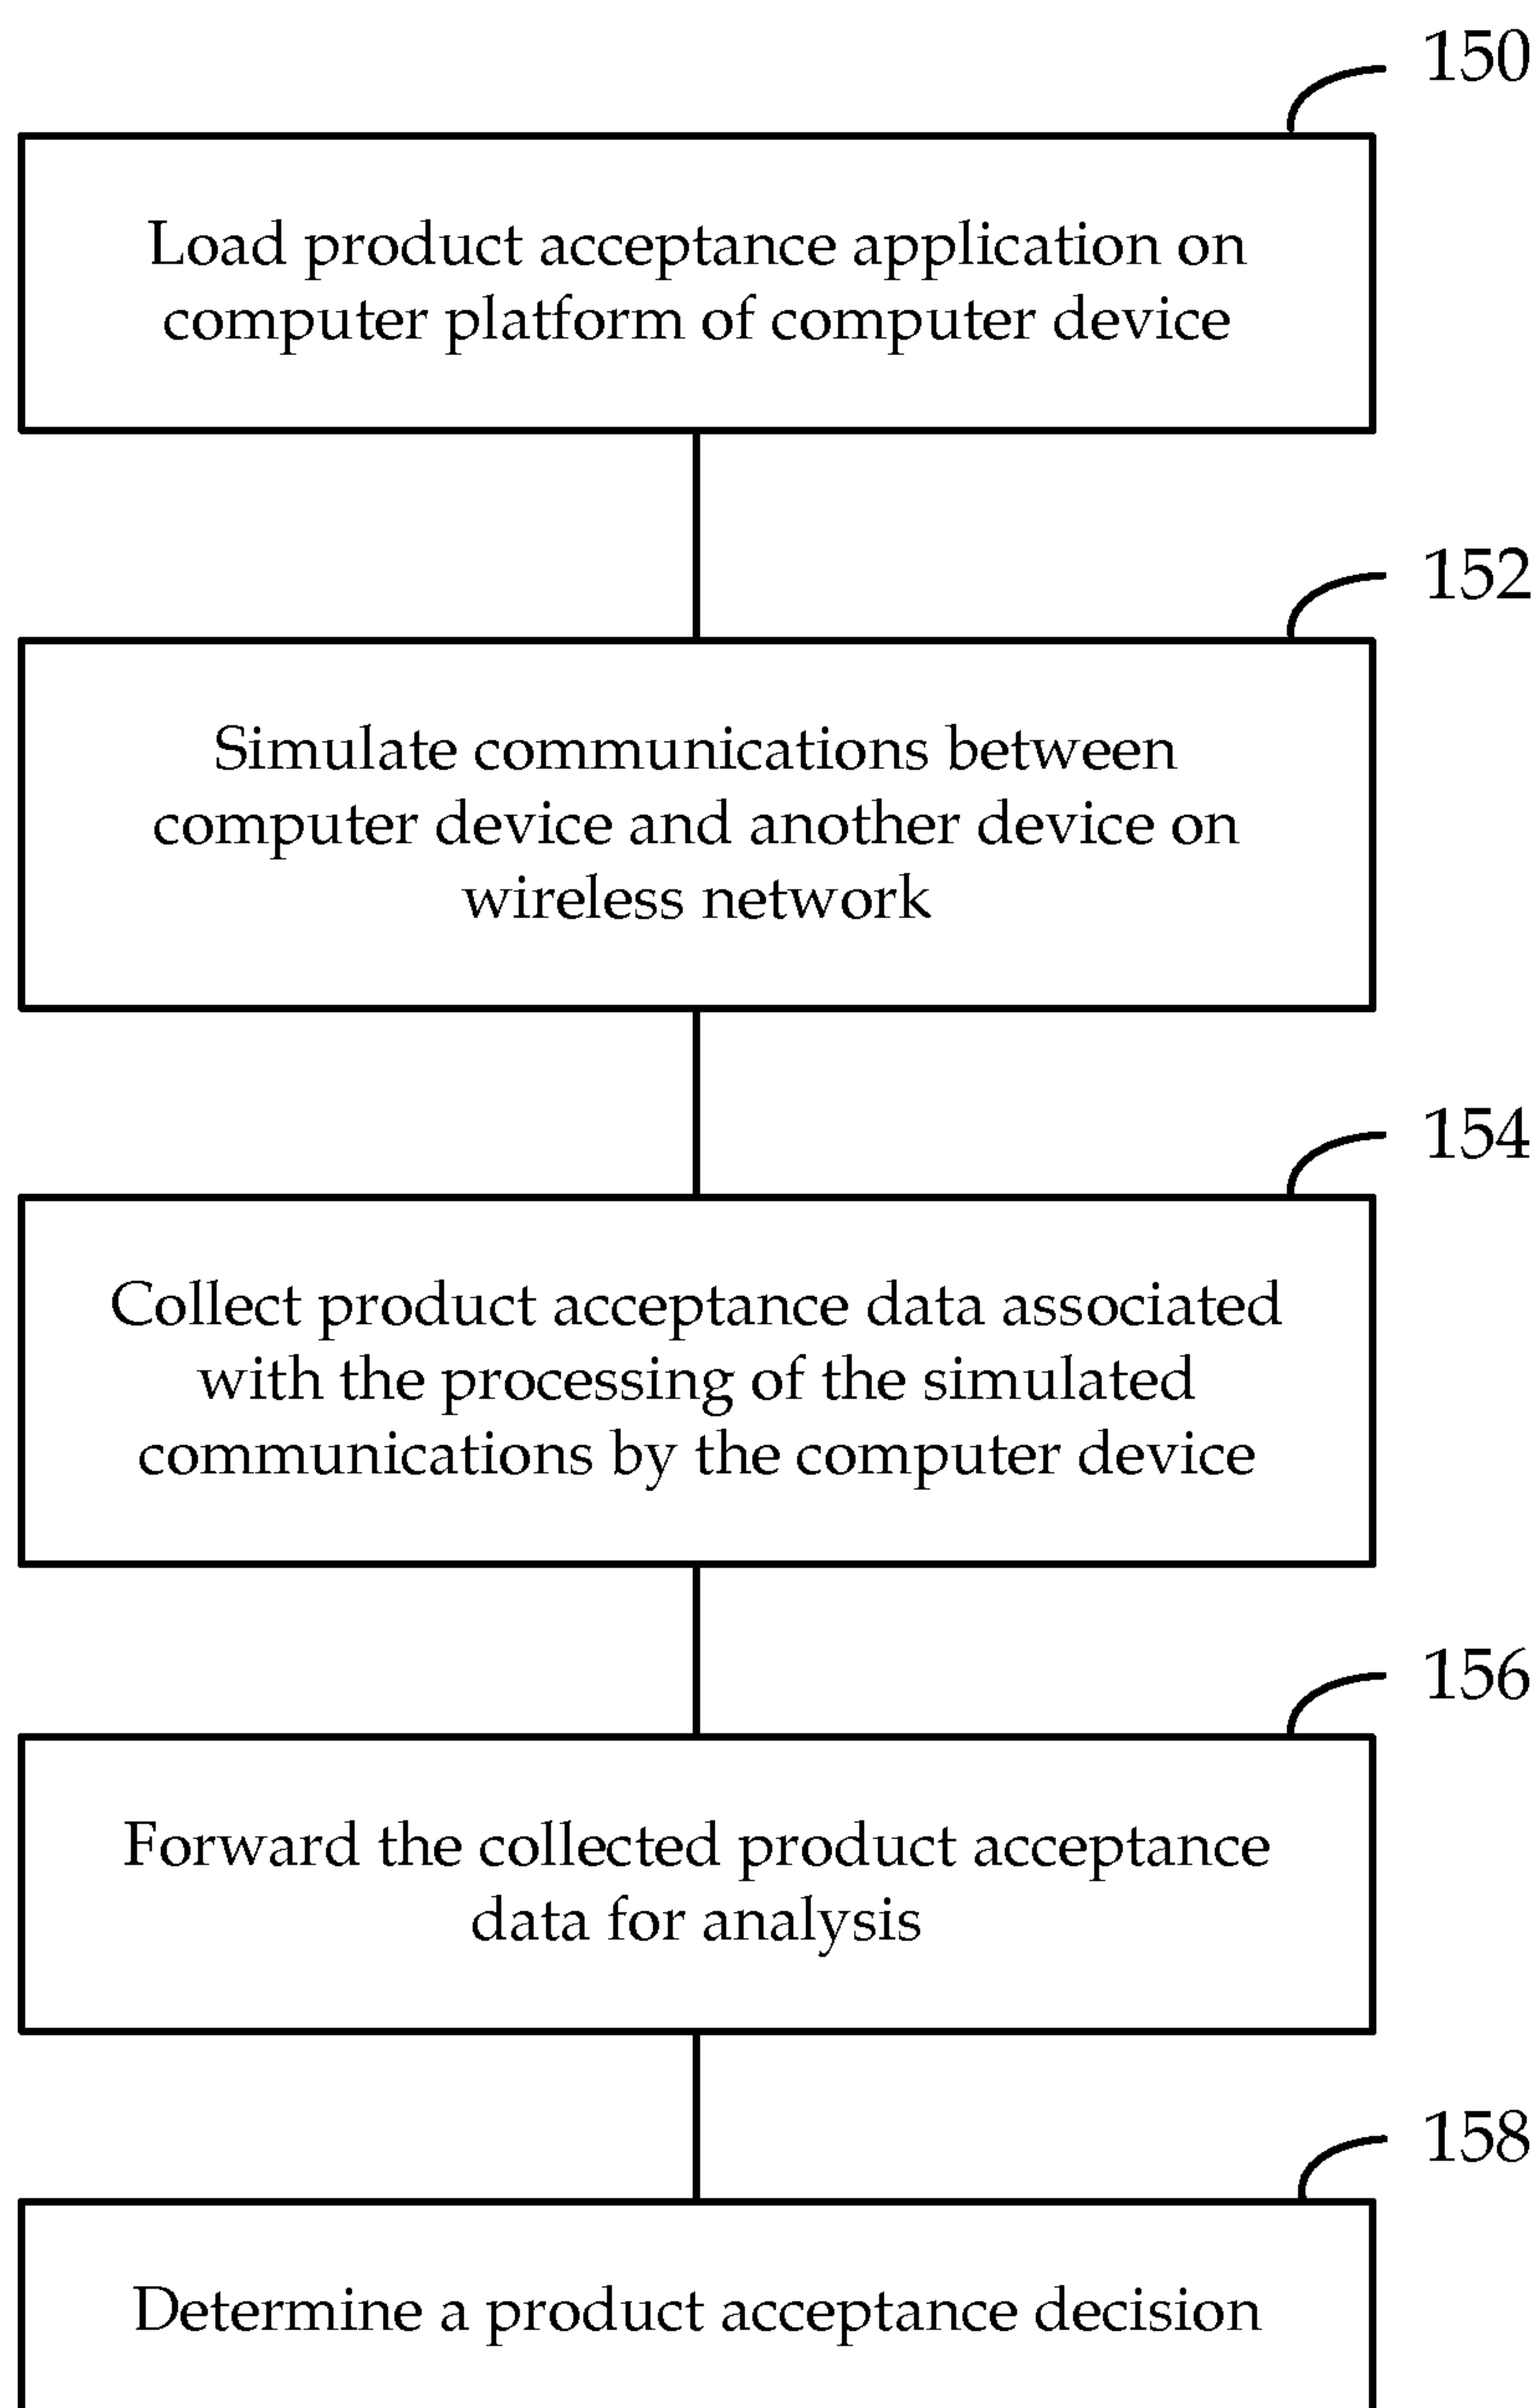 150
Load product acceptance application on
computer platform of computer device
152
Simulate communications between
computer device and another device on
wireless network
154
Collect product acceptance data associated
with the processing of the simulated
communications by the computer device
156
Forward the collected product acceptance
data for analysis
158
Determine a product acceptance decision